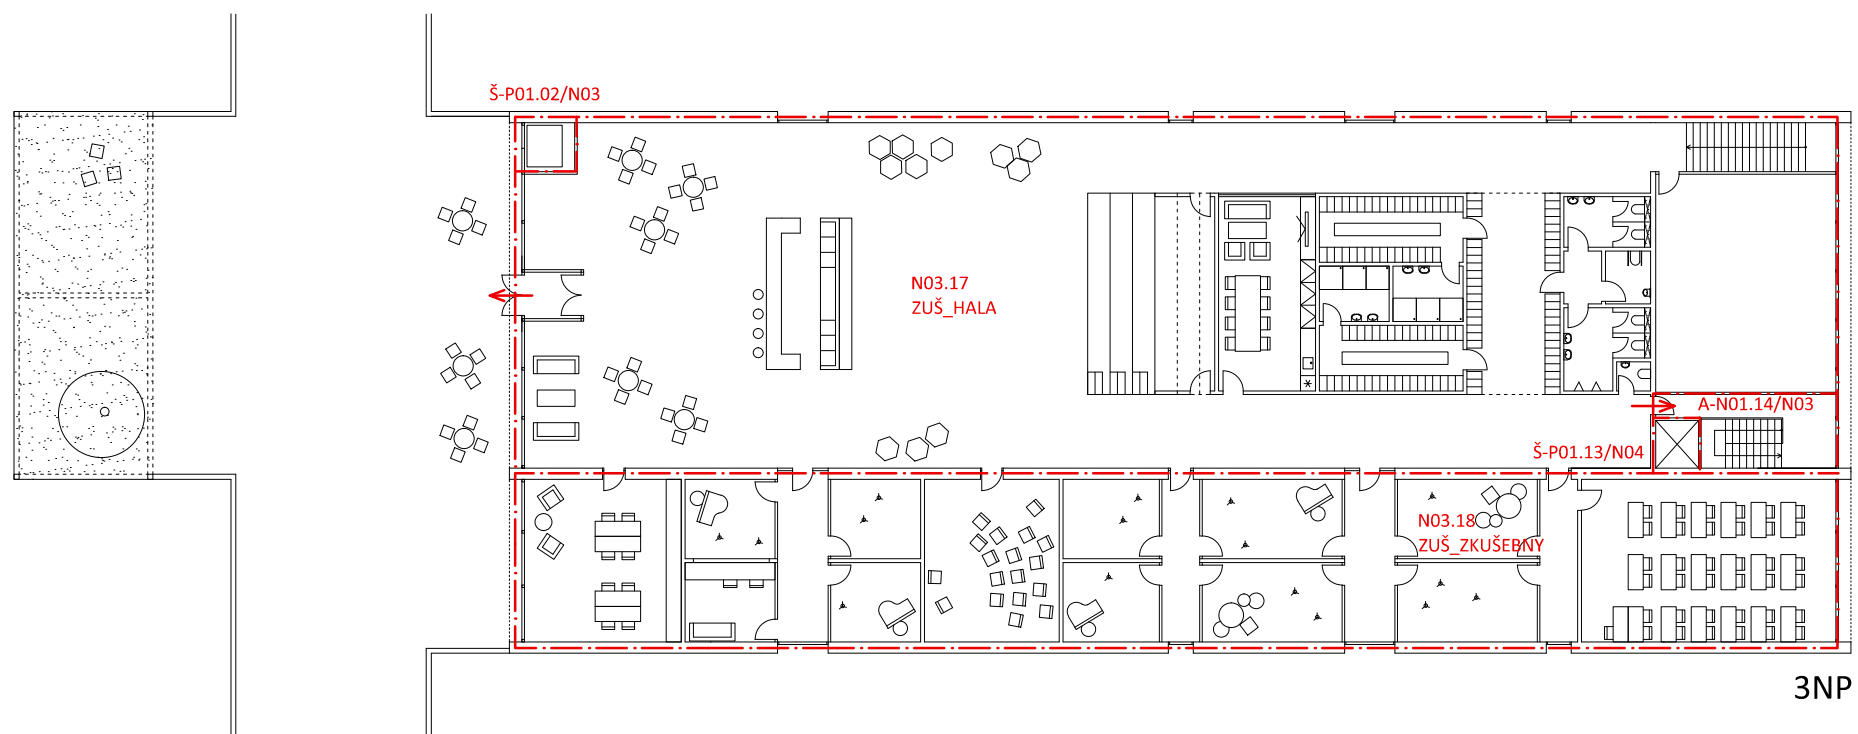 Š-P01.02/N03
N03.17
ZUŠ_HALA
A-N01.14/N03
Š-P01.13/N04
N03.18
ZUŠ_ZKUŠEBNY
3NP